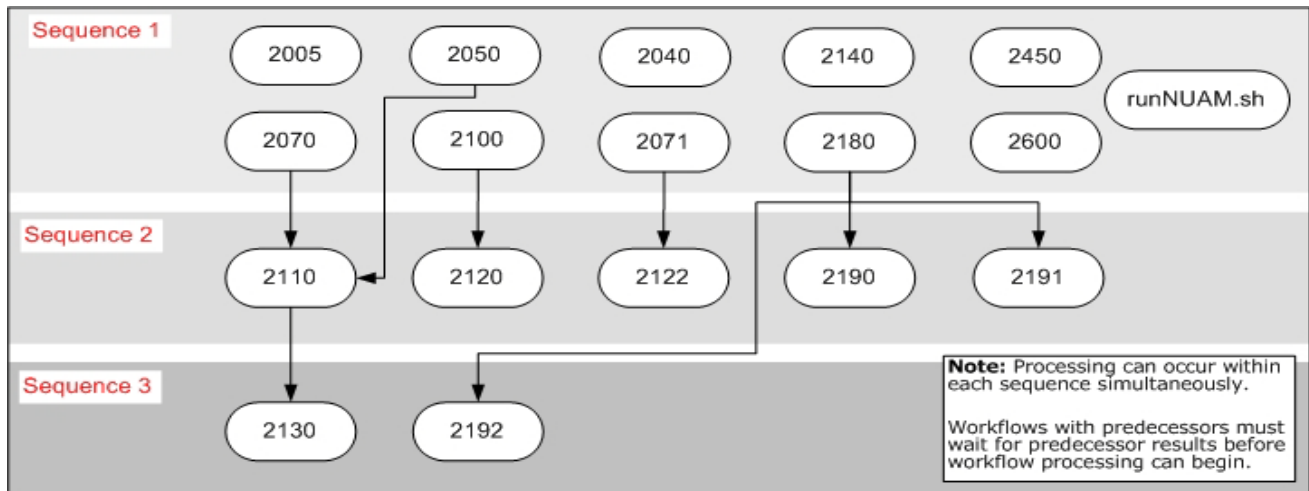 Sequence 1
2005
2050
2040
2140
2450
runNUAM.sh
2070
2100
2071
2180
2600
Sequence 2
2110
2120
2122
2190
2191
Sequence 3
2130
2192
Note: Processing can occur within
each sequence simultaneously.
Workflows with predecessors must
wait for predecessor results before
workflow processing can begin.